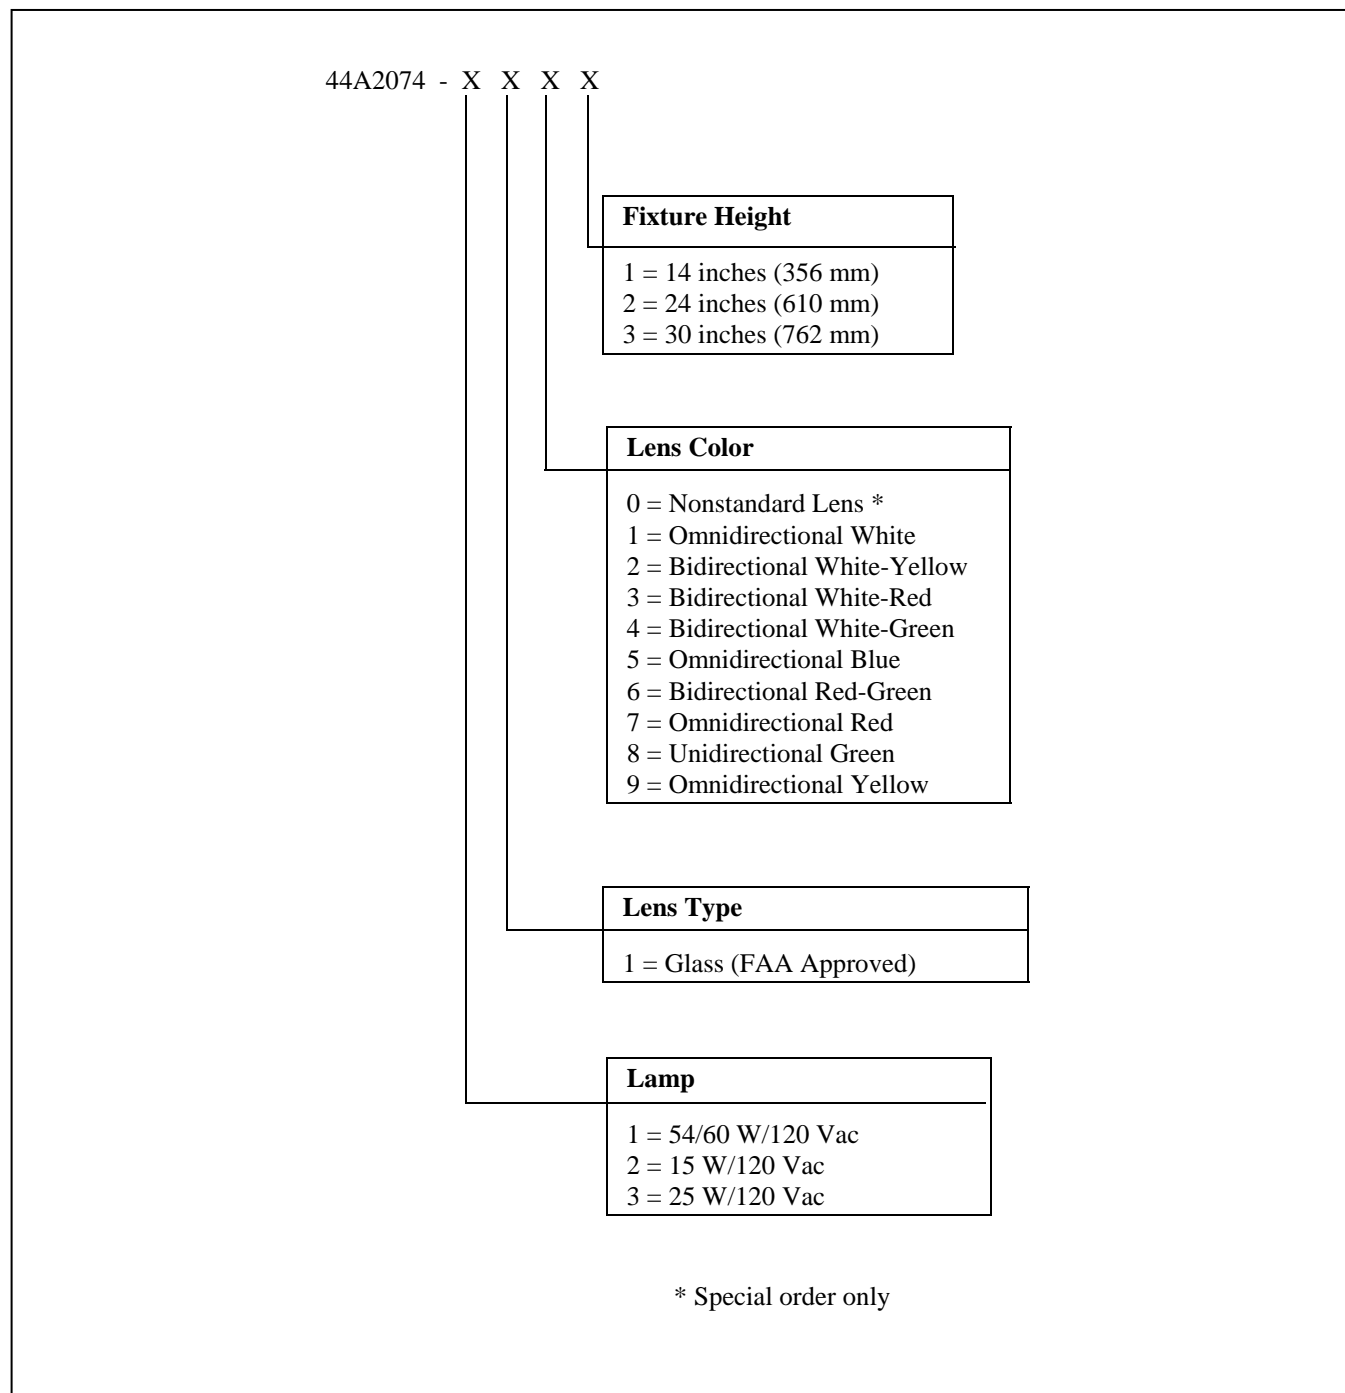 44A2074 - X X X X
Fixture Height
1 = 14 inches (356 mm)
2 = 24 inches (610 mm)
3 = 30 inches (762 mm)
Lens Color
0 = Nonstandard Lens *
1 = Omnidirectional White
2 = Bidirectional White-Yellow
3 = Bidirectional White-Red
4 = Bidirectional White-Green
5 = Omnidirectional Blue
6 = Bidirectional Red-Green
7 = Omnidirectional Red
8 = Unidirectional Green
9 = Omnidirectional Yellow
Lens Type
1 = Glass (FAA Approved)
Lamp
1 = 54/60 W/120 Vac
2 = 15 W/120 Vac
3 = 25 W/120 Vac
* Special order only